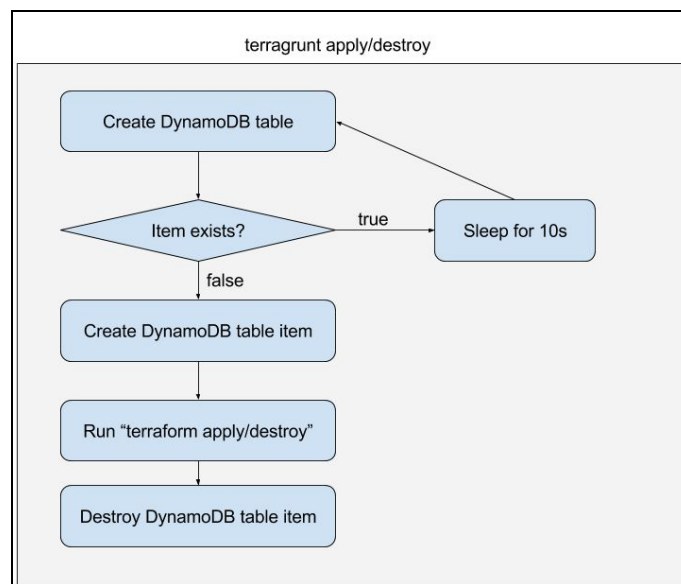 terragrunt apply/destroy
Create DynamoDB table
Item exists?
true
Sleep for 10s
false
Create DynamoDB table item
Run “terraform apply/destroy”
Destroy DynamoDB table item